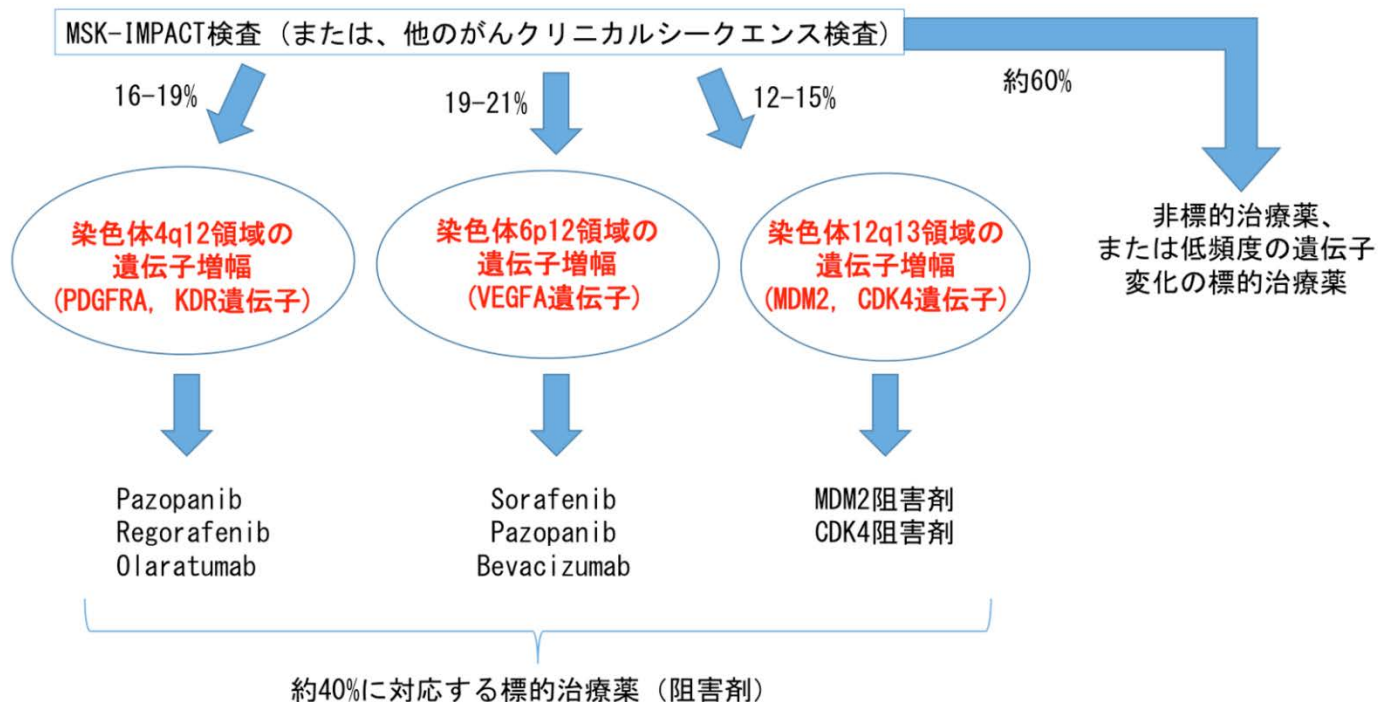 MSK-IMPACT検査（または、他のがんクリニカルシークエンス検査）
16-19%
19-21%
12-15%
約60%
染色体4q12領域の
遺伝子増幅
(PDGFRA, KDR遺伝子)
染色体6p12領域の
遺伝子増幅
(VEGFA遺伝子)
染色体12q13領域の
遺伝子増幅
(MDM2, CDK4遺伝子)
非標的治療薬、
または低頻度の遺伝子
変化の標的治療薬
Pazopanib
Regorafenib
Olaratumab
Sorafenib
Pazopanib
Bevacizumab
MDM2阻害剤
CDK4阻害剤
約40%に対応する標的治療薬（阻害剤）